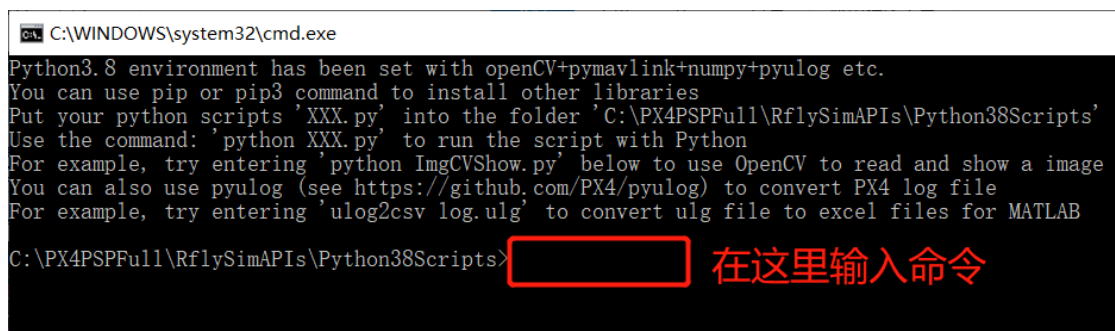 C:\WINDOWS\system32\cmd.exe
Python3.8 environment has been set with openCV+pymavlink+numpy+pyulog etc.
You can use pip or pip3 command to install other libraries
Put your python scripts 'XXX.py' into the folder 'C:\PX4PSPFull\RflySimAPIs\Python38Scripts'
Use the command: 'python XXX.py' to run the script with Python
For example, try entering 'python ImgCVShow.py' below to use OpenCV to read and show a image
You can also use pyulog (see https://github.com/PX4/pyulog) to convert PX4 log file
For example, try entering 'ulog2csv log.ulg' to convert ulg file to excel files for MATLAB
C:\PX4PSPFull\RflySimAPIs\Python38Scripts> 在这里输入命令